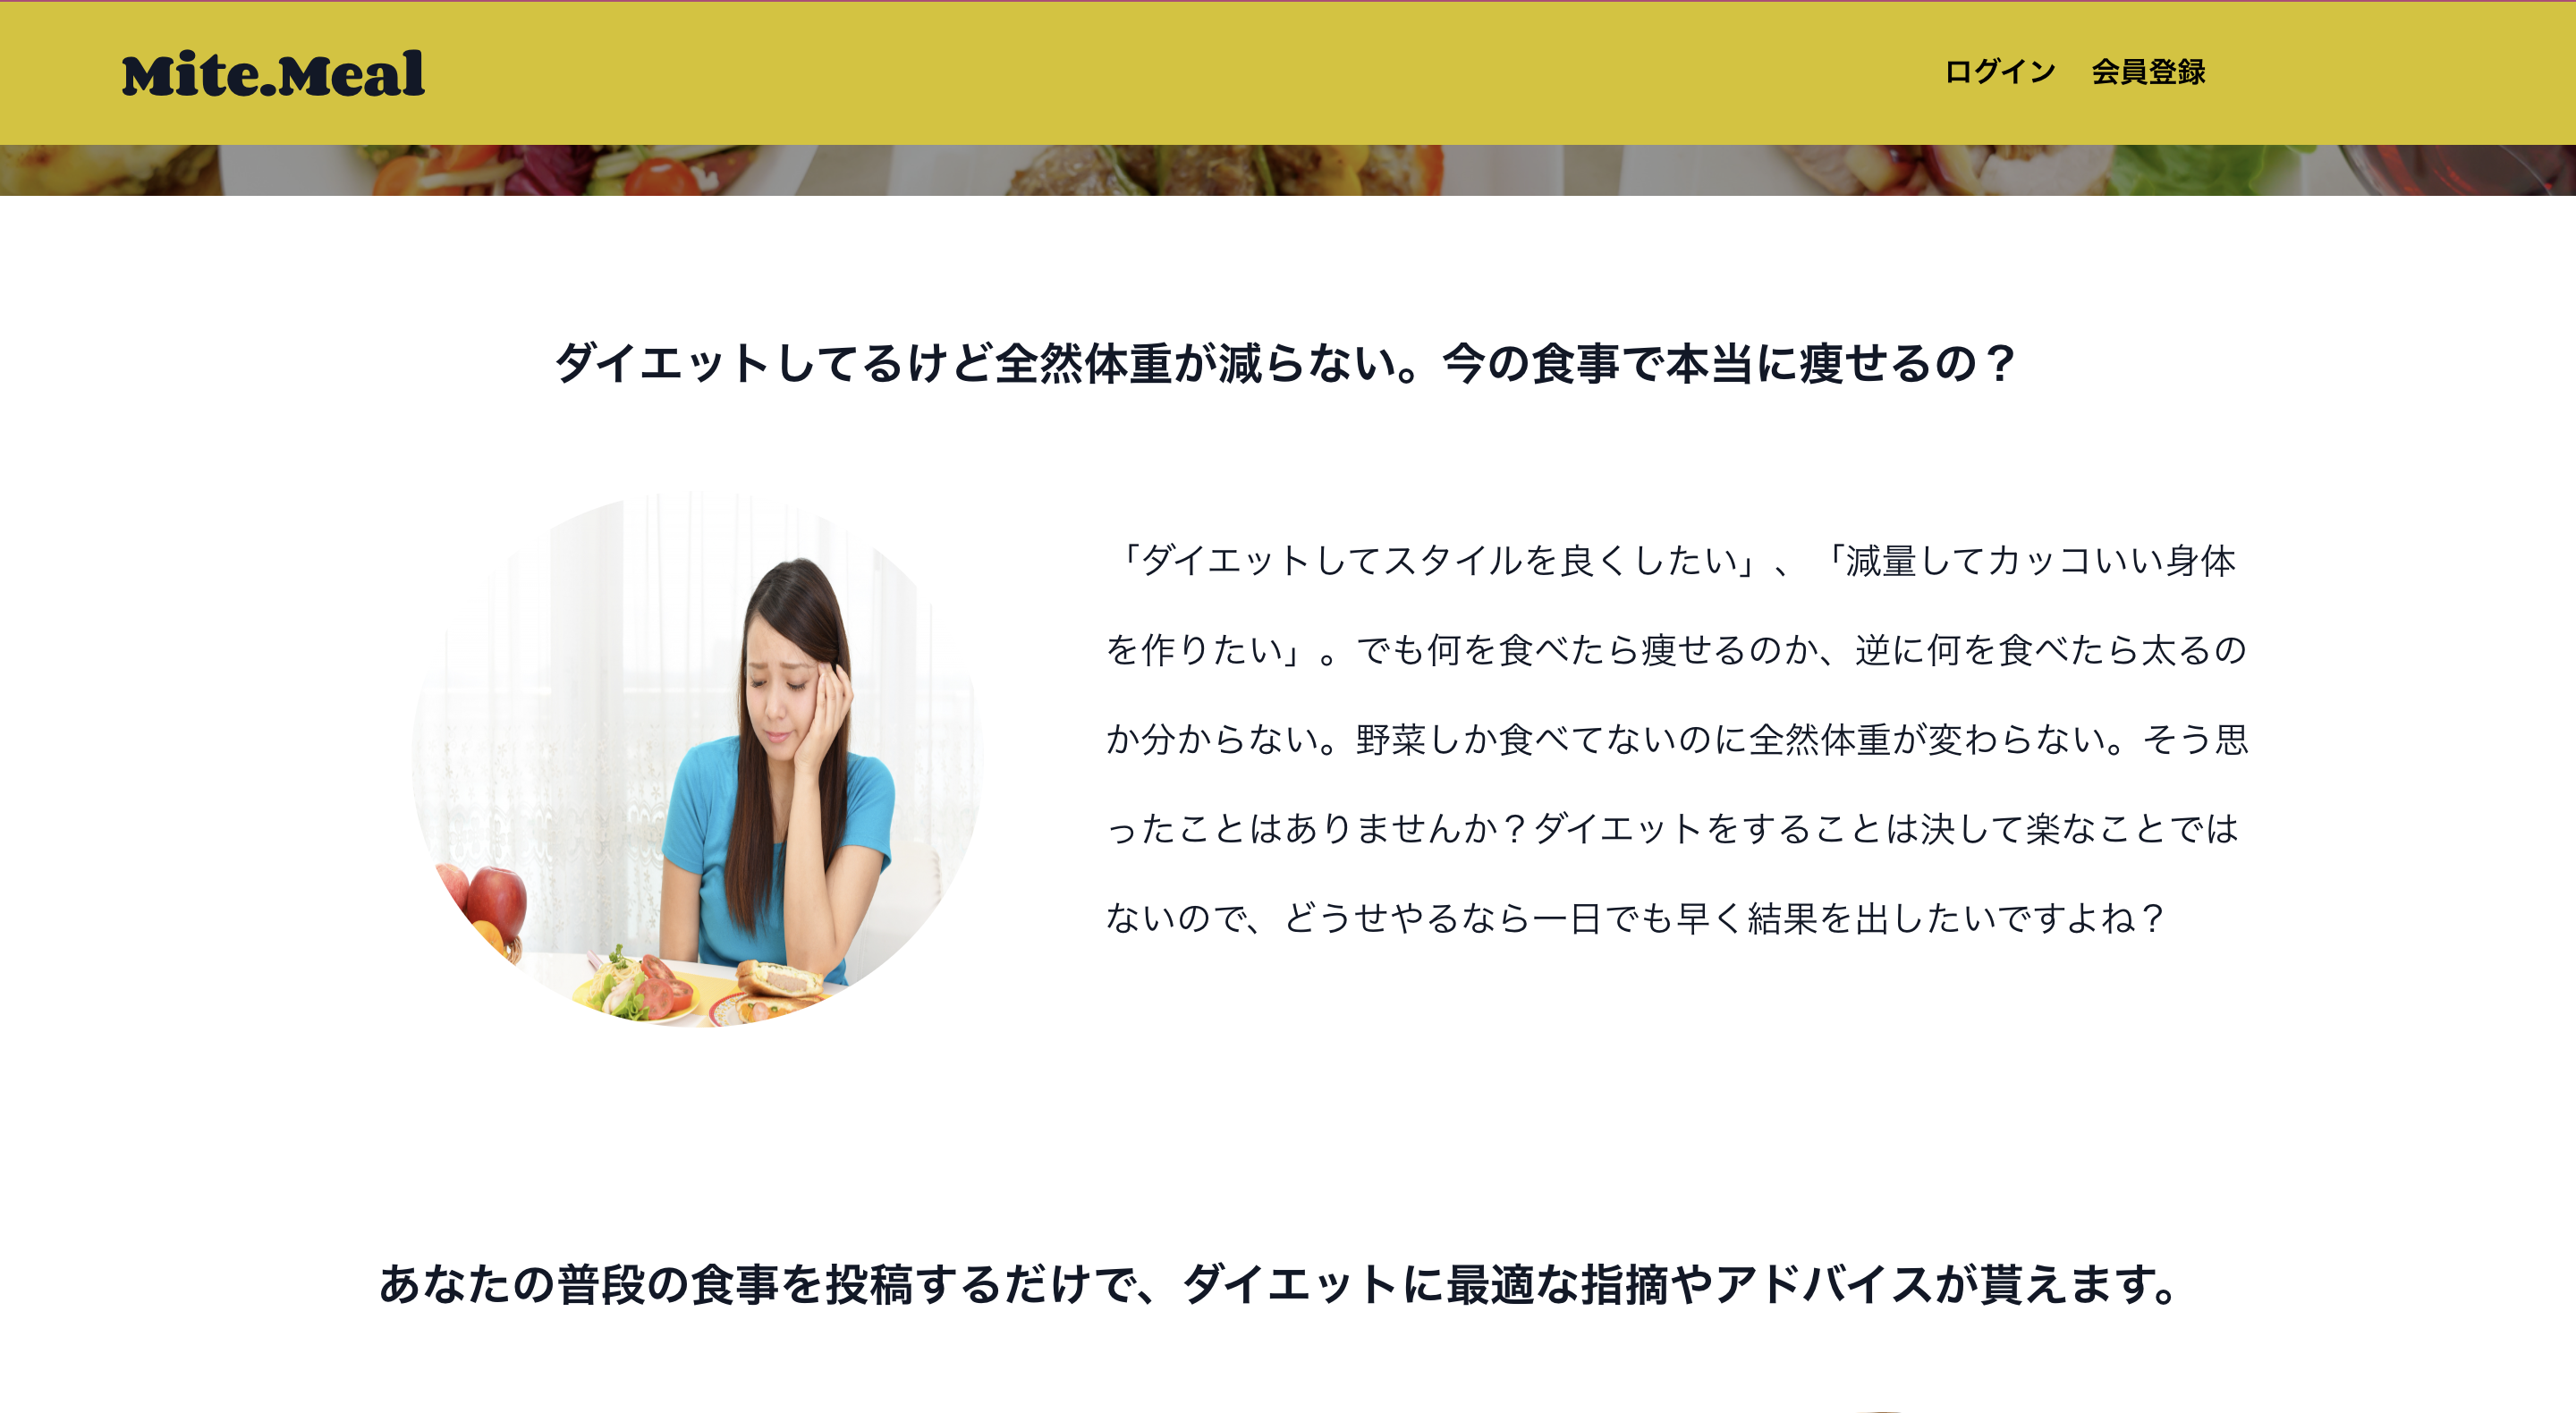 Mite.Meal
ログイン 会員登録
ダイエットしてるけど全然体重が減らない。今の食事で本当に痩せるの？
「ダイエットしてスタイルを良くしたい」、「減量してカッコいい身体
を作りたい」。でも何を食べたら痩せるのか、逆に何を食べたら太るの
か分からない。野菜しか食べてないのに全然体重が変わらない。そう思
ったことはありませんか？ダイエットをすることは決して楽なことでは
ないので、どうせやるなら一日でも早く結果を出したいですよね？
あなたの普段の食事を投稿するだけで、ダイエットに最適な指摘やアドバイスが貰えます。